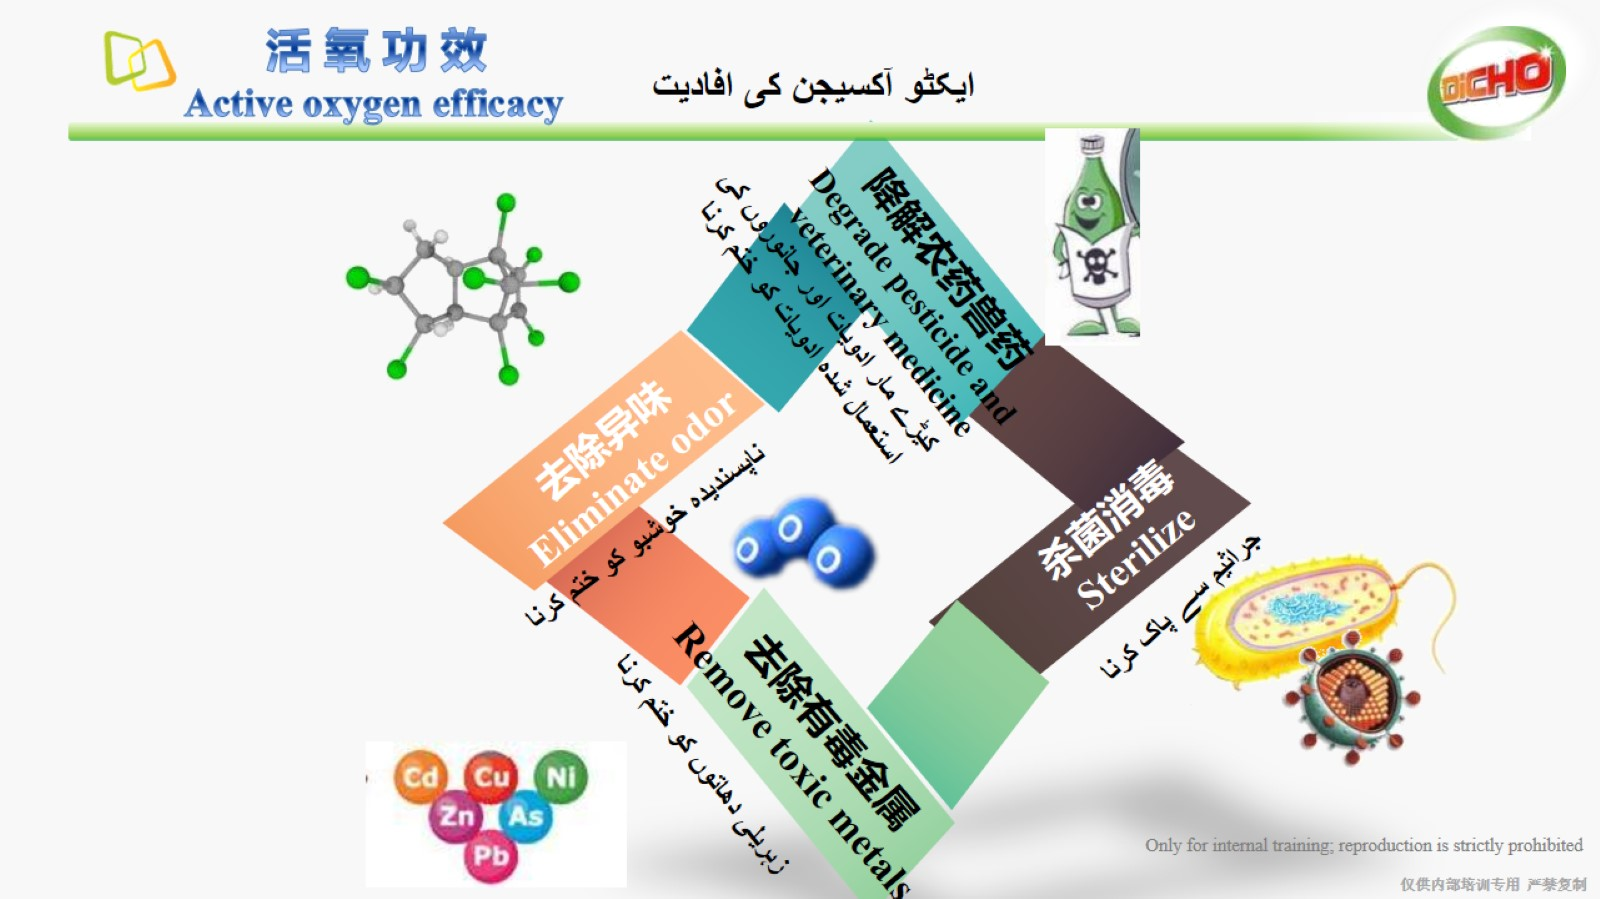 活氧功效
Active oxygen efficacy
ایکٹو آکسیجن کی افادیت
DiCHO
降解农药兽药
Degrade pesticide and
veterinary medicine
کیڑے مار ادویات اور جانوروں کی
استعمال شدہ ادویات کو ختم کرنا
去除异味
Eliminate odor
ناپسندیدہ خوشبو کو ختم کرنا
杀菌消毒
Sterilize
جراثیم سے پاک کرنا
O O O
去除有毒金属
Remove toxic metals
زہریلی دھاتوں کو ختم کرنا
Cd Cu Ni
Zn As
Pb
Only for internal training; reproduction is strictly prohibited
仅供内部培训专用 严禁复制